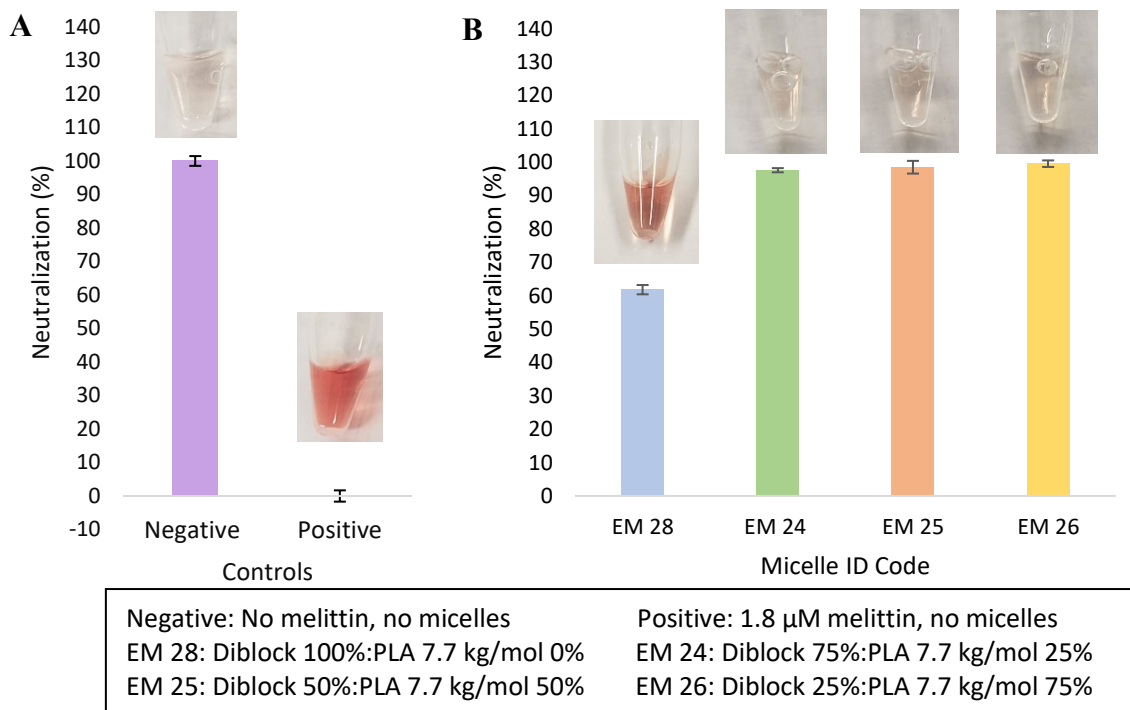 A
140
130
120
110
100
90
80
70
60
50
40
30
20
10
0
-10
Neutralization (%)
Negative Positive
Controls
B
140
130
120
110
100
90
80
70
60
50
40
30
20
10
0
Neutralization (%)
EM 28 EM 24 EM 25 EM 26
Micelle ID Code
Negative: No melittin, no micelles Positive: 1.8 µM melittin, no micelles
EM 28: Diblock 100%:PLA 7.7 kg/mol 0% EM 24: Diblock 75%:PLA 7.7 kg/mol 25%
EM 25: Diblock 50%:PLA 7.7 kg/mol 50% EM 26: Diblock 25%:PLA 7.7 kg/mol 75%